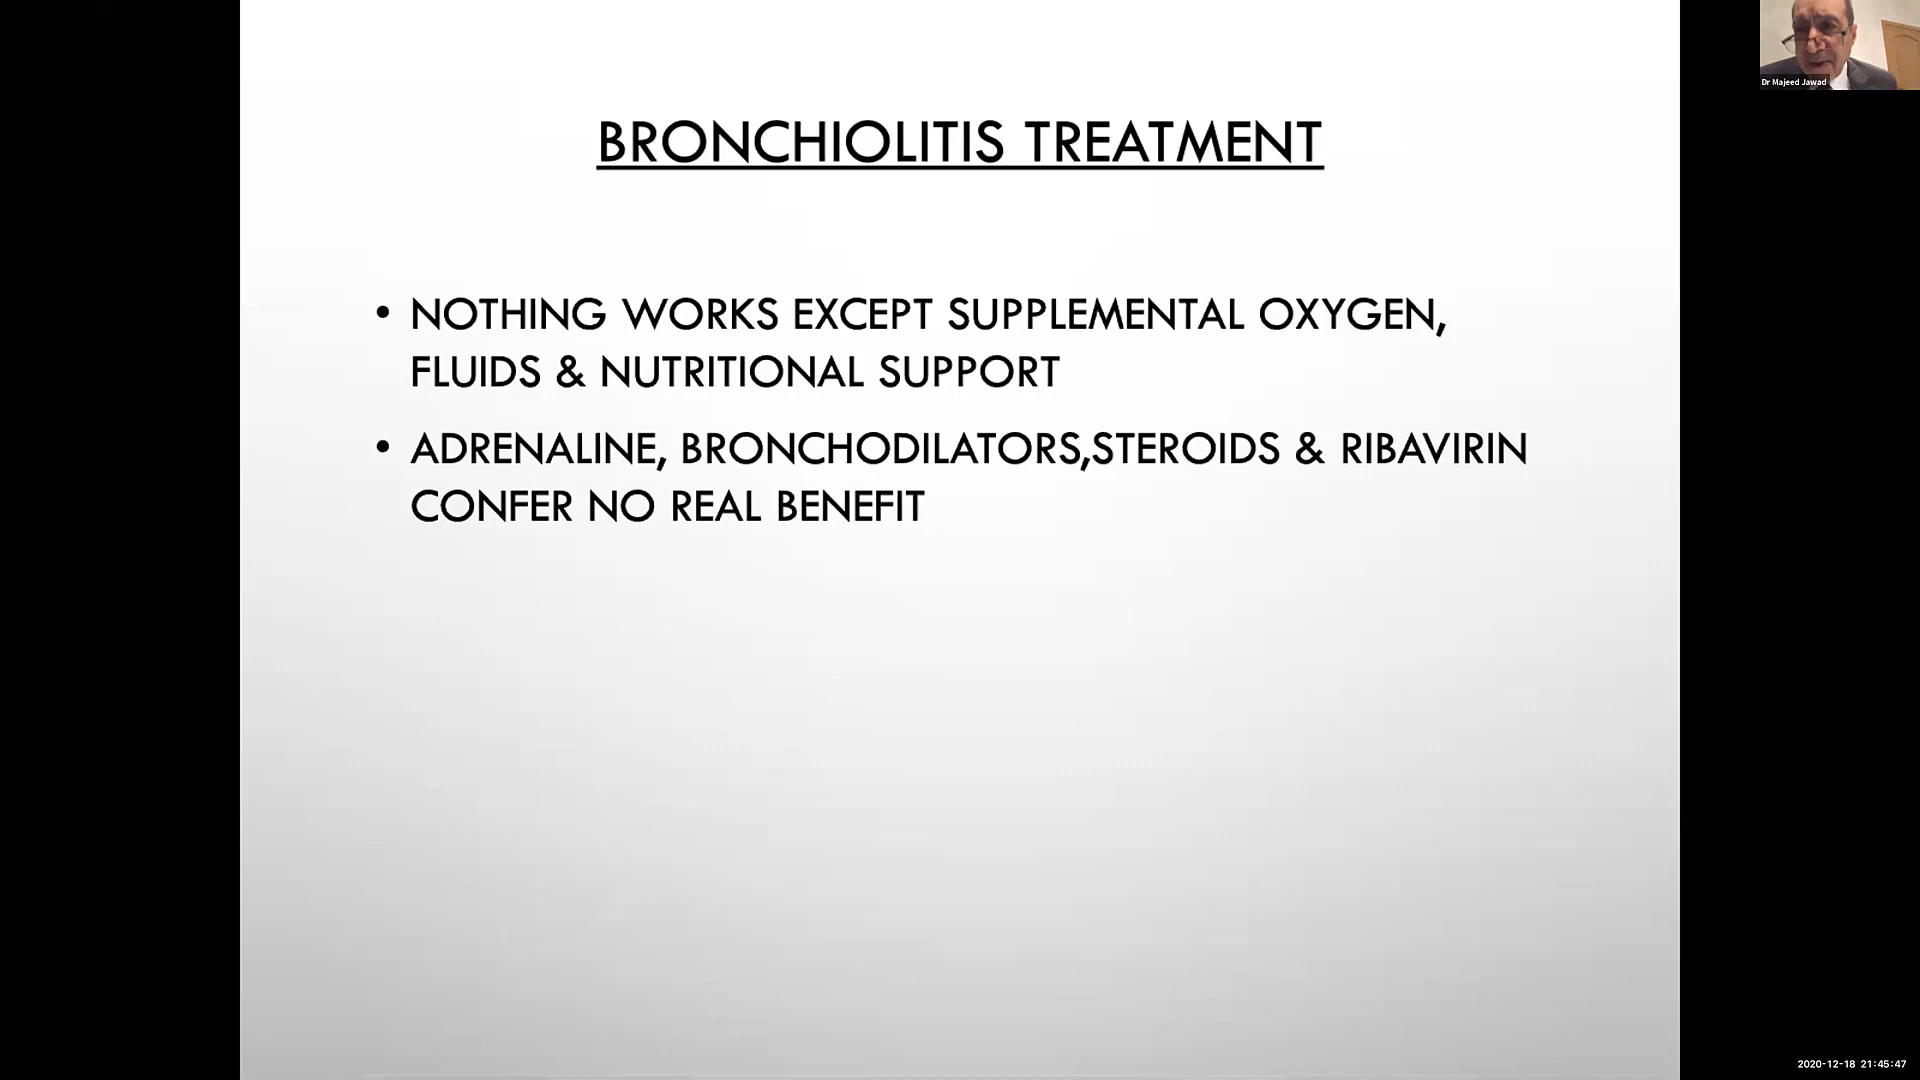 Dr Majeed Jawad
BRONCHIOLITIS TREATMENT
• NOTHING WORKS EXCEPT SUPPLEMENTAL OXYGEN,
FLUIDS & NUTRITIONAL SUPPORT
• ADRENALINE, BRONCHODILATORS,STEROIDS & RIBAVIRIN
CONFER NO REAL BENEFIT
2020-12-18 21:45:47